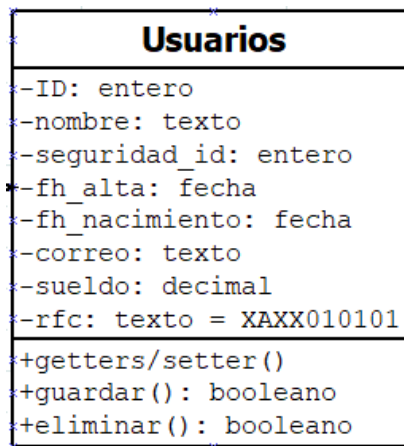 Usuarios
-ID: entero
-nombre: texto
-seguridad_id: entero
-fh_alta: fecha
-fh_nacimiento: fecha
-correo: texto
-sueldo: decimal
-rfc: texto = XAXX010101
+getters/setter()
+guardar(): booleano
+eliminar(): booleano